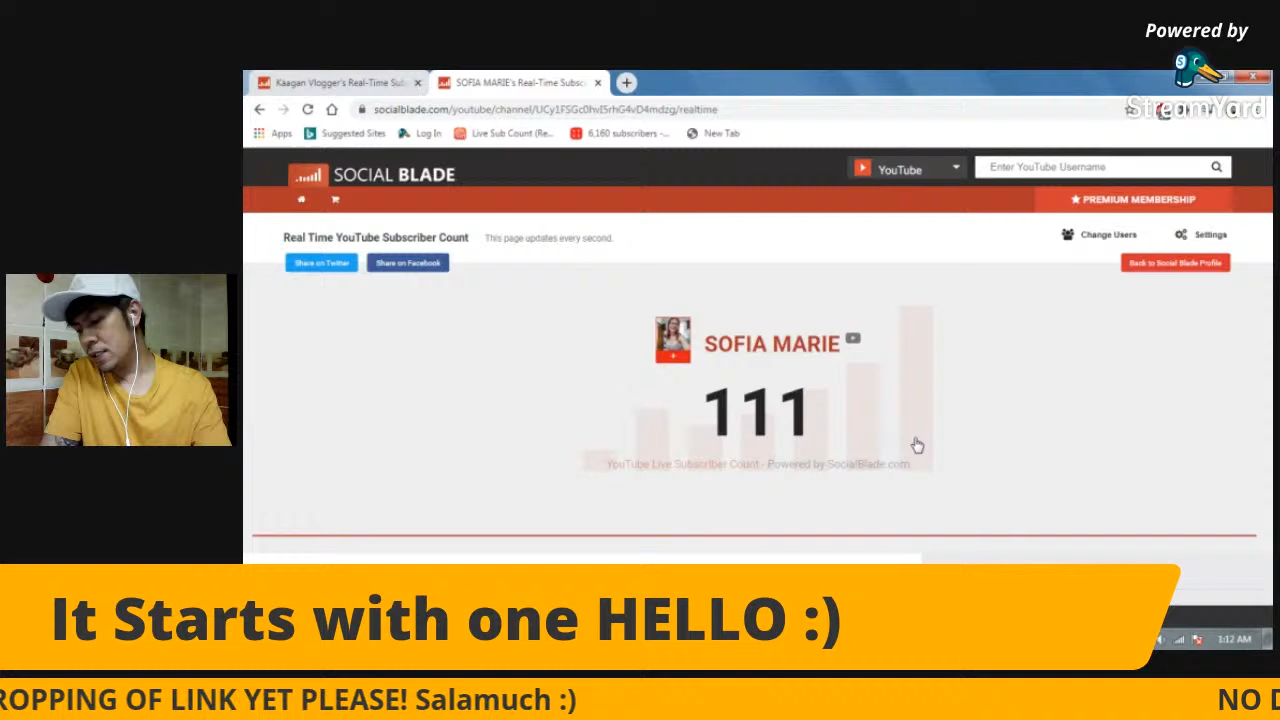 Powered by
StreamYard
Kaagan Vlogger's Real-Time Sub
SOFIA MARIE's Real-Time Subsc
socialblade.com/youtube/channel/
/realtime
Apps
Suggested Sites
Log In
Live Sub Count (Re...
6,160 subscribers -...
New Tab
SOCIAL BLADE
YouTube
Enter YouTube Username
PREMIUM MEMBERSHIP
Real Time YouTube Subscriber Count
This page updates every second.
Change Users
Settings
Share on Twitter
Share on Facebook
Back to Social Blade Profile
SOFIA MARIE
111
YouTube Live Subscriber Count - Powered by SocialBlade.com
It Starts with one HELLO :)
1:12 AM
ROPPING OF LINK YET PLEASE! Salamuch :)
NO D